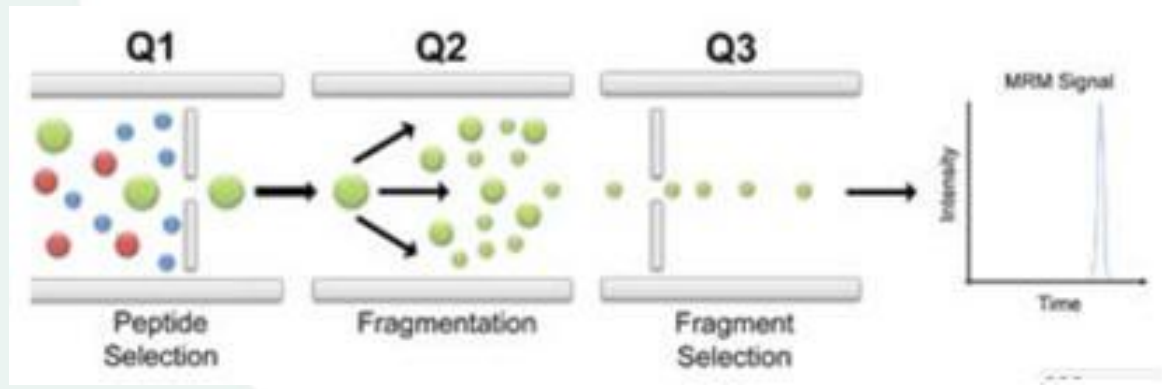 Q1
Q2
Q3
MRM Signal
Intensity
Time
Peptide
Selection
Fragmentation
Fragment
Selection